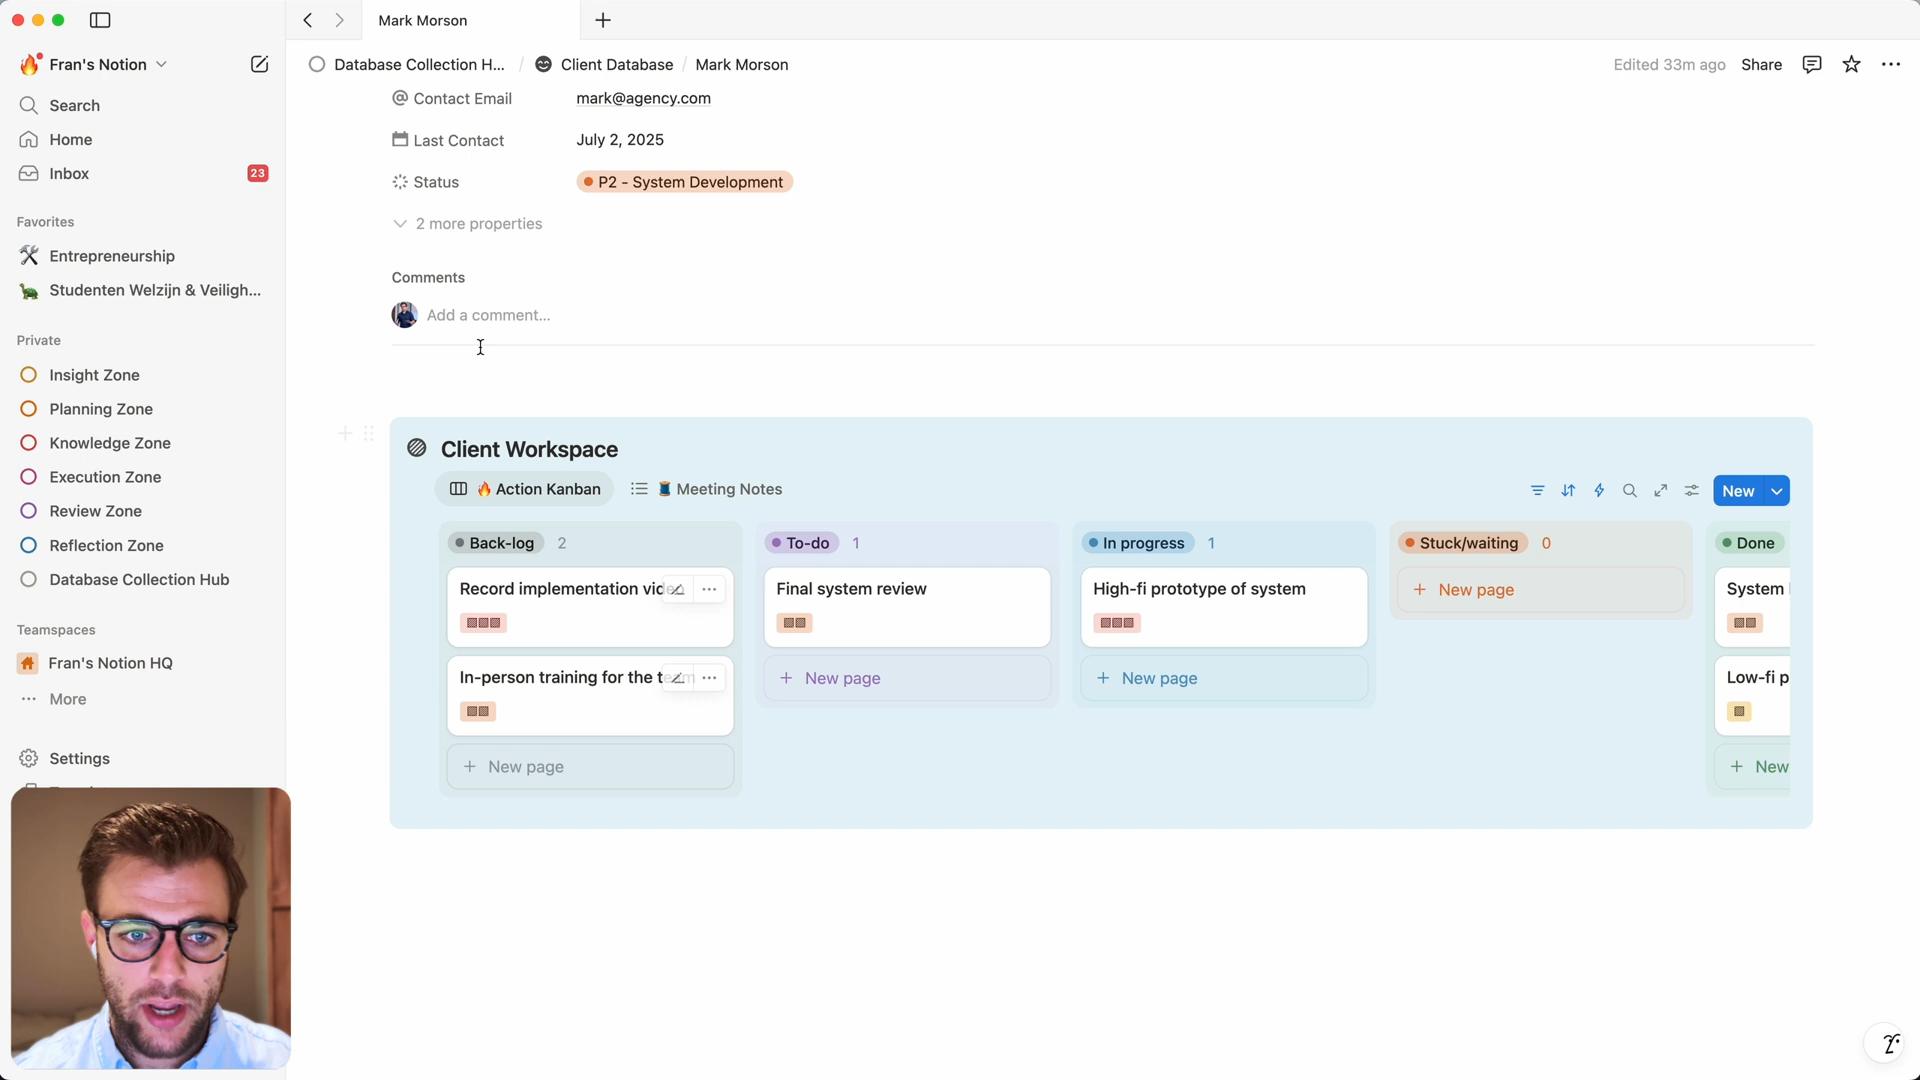 Mark Morson
Fran's Notion
Database Collection H... / Client Database / Mark Morson
Edited 33m ago
Share
Search
Home
Inbox
23
Favorites
Entrepreneurship
Studenten Welzijn & Veiligh...
Private
Insight Zone
Planning Zone
Knowledge Zone
Execution Zone
Review Zone
Reflection Zone
Database Collection Hub
Teamspaces
Fran's Notion HQ
More
Settings
Contact Email
mark@agency.com
Last Contact
July 2, 2025
Status
P2 - System Development
2 more properties
Comments
Add a comment...
Client Workspace
Action Kanban
Meeting Notes
New
Back-log 2
Record implementation video
In-person training for the team
New page
To-do 1
Final system review
New page
In progress 1
High-fi prototype of system
New page
Stuck/waiting 0
New page
Done
System
Low-fi p
New